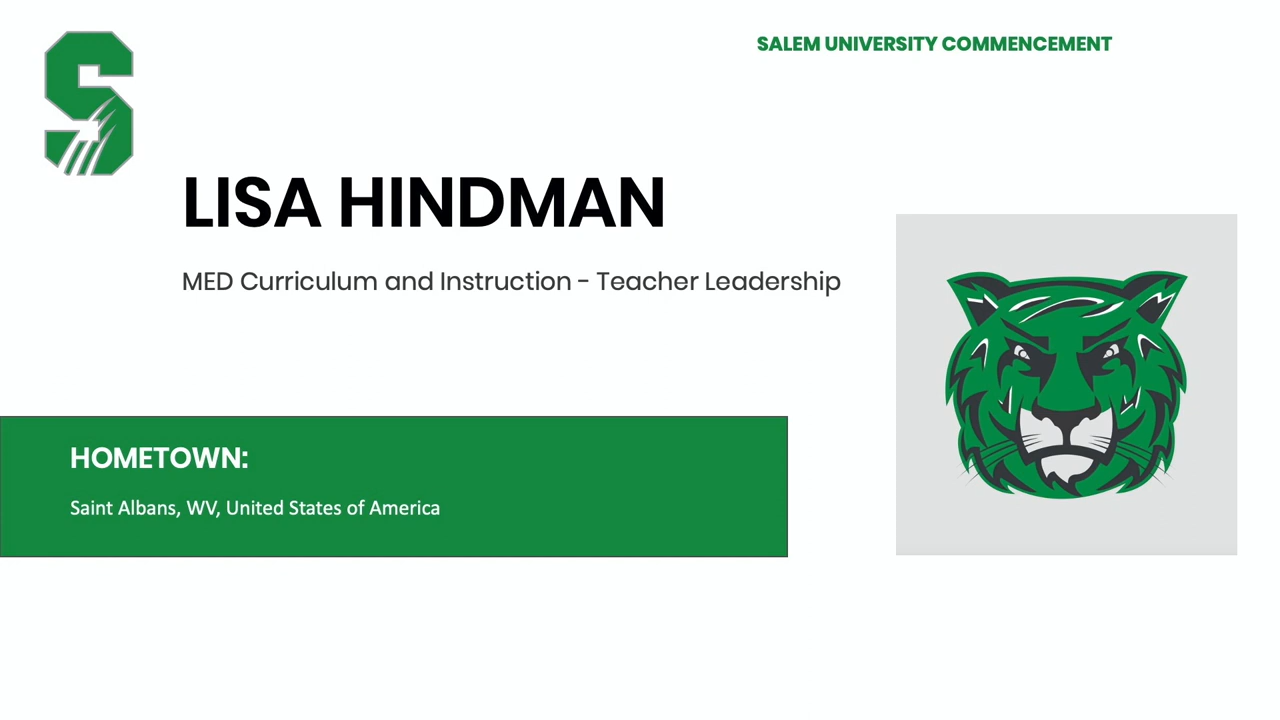 S
SALEM UNIVERSITY COMMENCEMENT
LISA HINDMAN
MED Curriculum and Instruction - Teacher Leadership
HOMETOWN:
Saint Albans, WV, United States of America